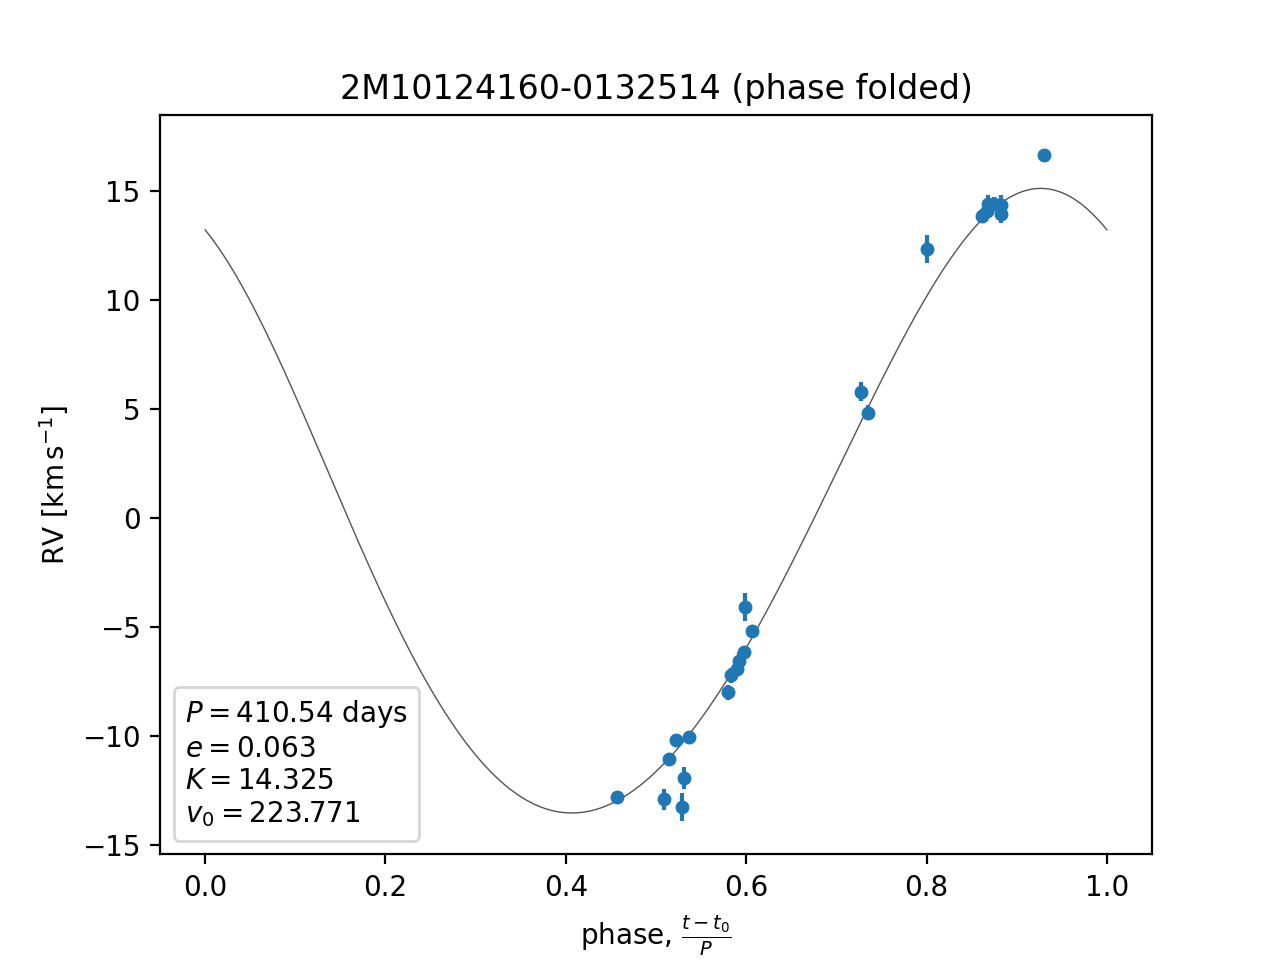 2M10124160-0132514 (phase folded)
RV [km s⁻¹]
15
10
5
0
−5
−10
−15
P = 410.54 days
e = 0.063
K = 14.325
v₀ = 223.771
0.0 0.2 0.4 0.6 0.8 1.0
phase, (t − t₀)/P